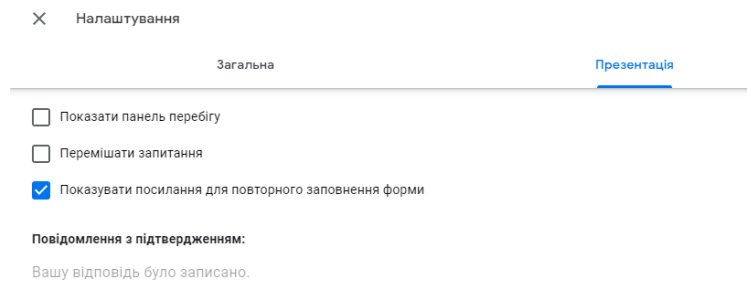 Налаштування
Загальна Презентація
Показати панель перебігу
Перемішати запитання
Показувати посилання для повторного заповнення форми
Повідомлення з підтвердженням:
Вашу відповідь було записано.